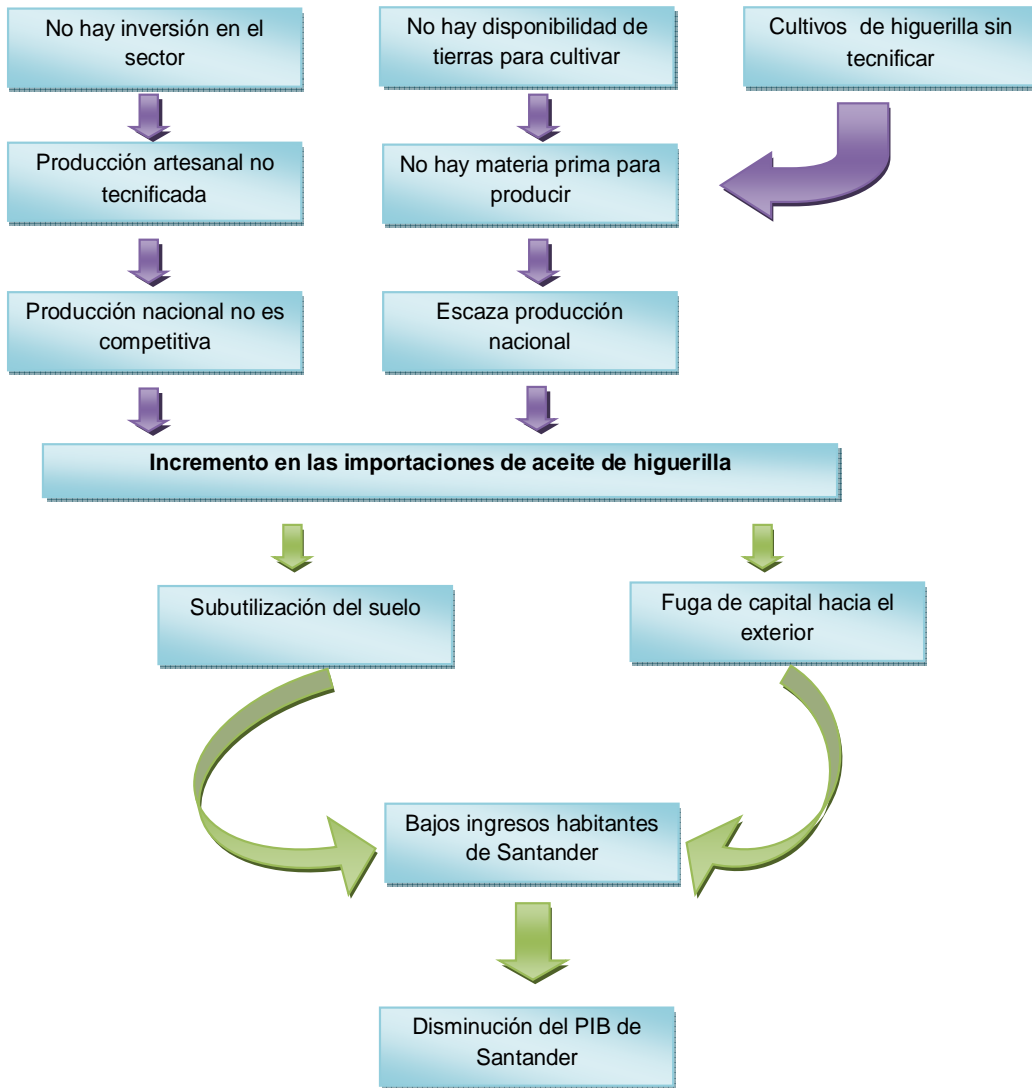 No hay inversión en el
sector
No hay disponibilidad de
tierras para cultivar
Cultivos de higuerilla sin
tecnificar
Producción artesanal no
tecnificada
No hay materia prima para
producir
Producción nacional no es
competitiva
Escaza producción
nacional
Incremento en las importaciones de aceite de higuerilla
Subutilización del suelo
Fuga de capital hacia el
exterior
Bajos ingresos habitantes
de Santander
Disminución del PIB de
Santander